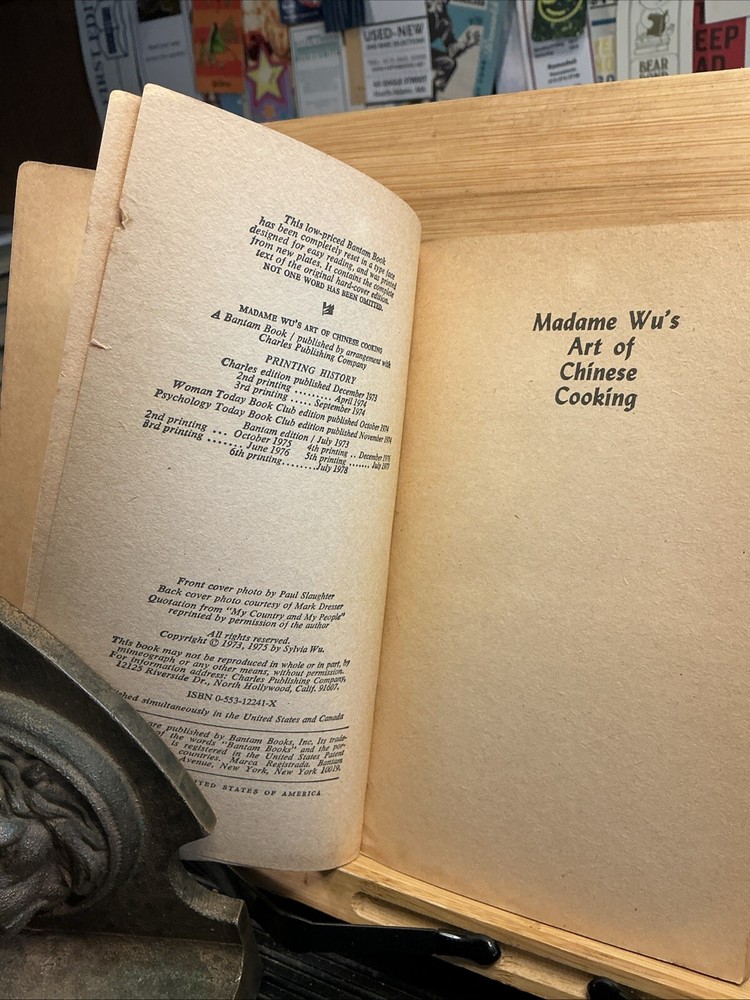 USED-NEW
BEAR
EEP
AD
This low-priced Bantam Book
has been completely reset in a type face
designed for easy reading, and was printed
from new plates. It contains the complete
text of the original hard-cover edition.
NOT ONE WORD HAS BEEN OMITTED.
MADAME WU'S ART OF CHINESE COOKING
A Bantam Book / published by arrangement with
Charles Publishing Company
PRINTING HISTORY
Charles edition published December 1973
2nd printing ......... April 1974
3rd printing ..... September 1974
Woman Today Book Club edition published October 1974
Psychology Today Book Club edition published November 1974
Bantam edition / July 1973
2nd printing ... October 1975 4th printing .. December 1976
3rd printing ........ June 1976 5th printing ....... July 1977
6th printing ........ July 1978
Front cover photo by Paul Slaughter
Back cover photo courtesy of Mark Dresser
Quotation from "My Country and My People"
reprinted by permission of the author
All rights reserved.
Copyright © 1973, 1975 by Sylvia Wu.
This book may not be reproduced in whole or in part, by
mimeograph or any other means, without permission.
For information address: Charles Publishing Company,
12125 Riverside Dr., North Hollywood, Calif. 91607.
ISBN 0-553-12241-X
ished simultaneously in the United States and Canada
are published by Bantam Books, Inc. Its trade-
of the words "Bantam Books" and the por-
is registered in the United States Patent
countries. Marca Registrada. Bantam
Avenue, New York, New York 10019.
TED STATES OF AMERICA
Madame Wu's
Art of
Chinese
Cooking